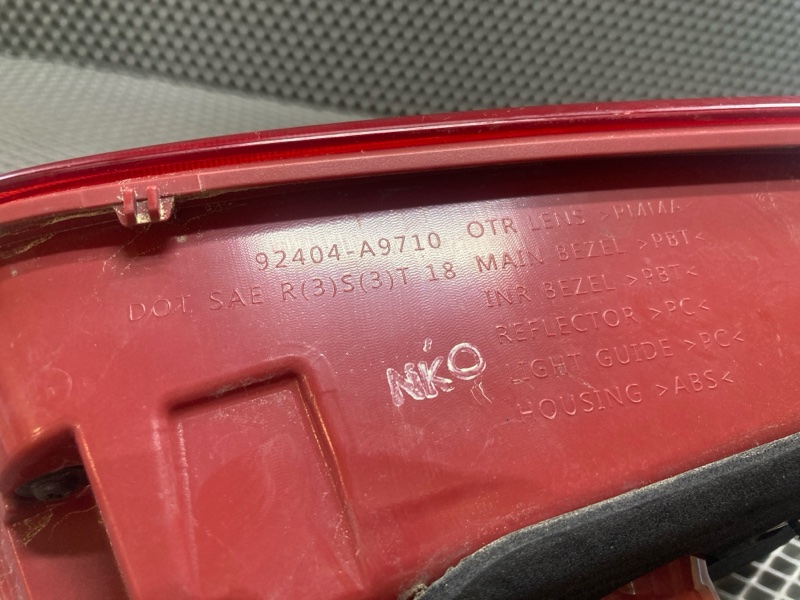 92404-A9710 OTR LENS >PMMA<
DOT SAE R(3)S(3)T 18 MAIN BEZEL >PBT<
INR BEZEL >PBT<
REFLECTOR >PC<
LIGHT GUIDE >PC<
HOUSING >ABS<
NKO